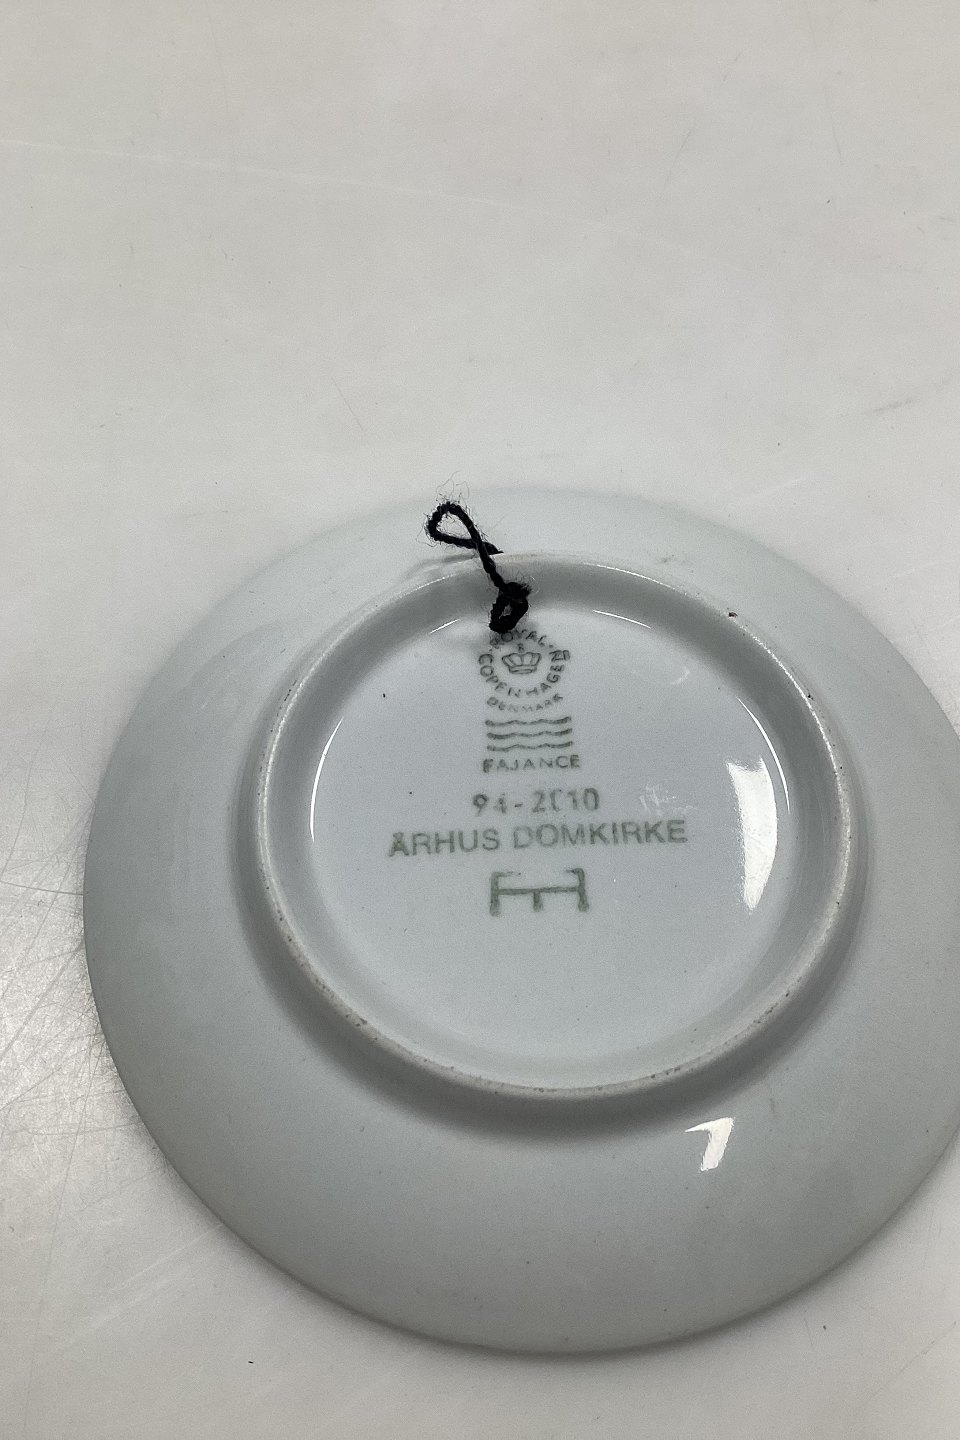 ROYAL
COPENHAGEN
DENMARK
FAJANCE
94-2010
ÅRHUS DOMKIRKE